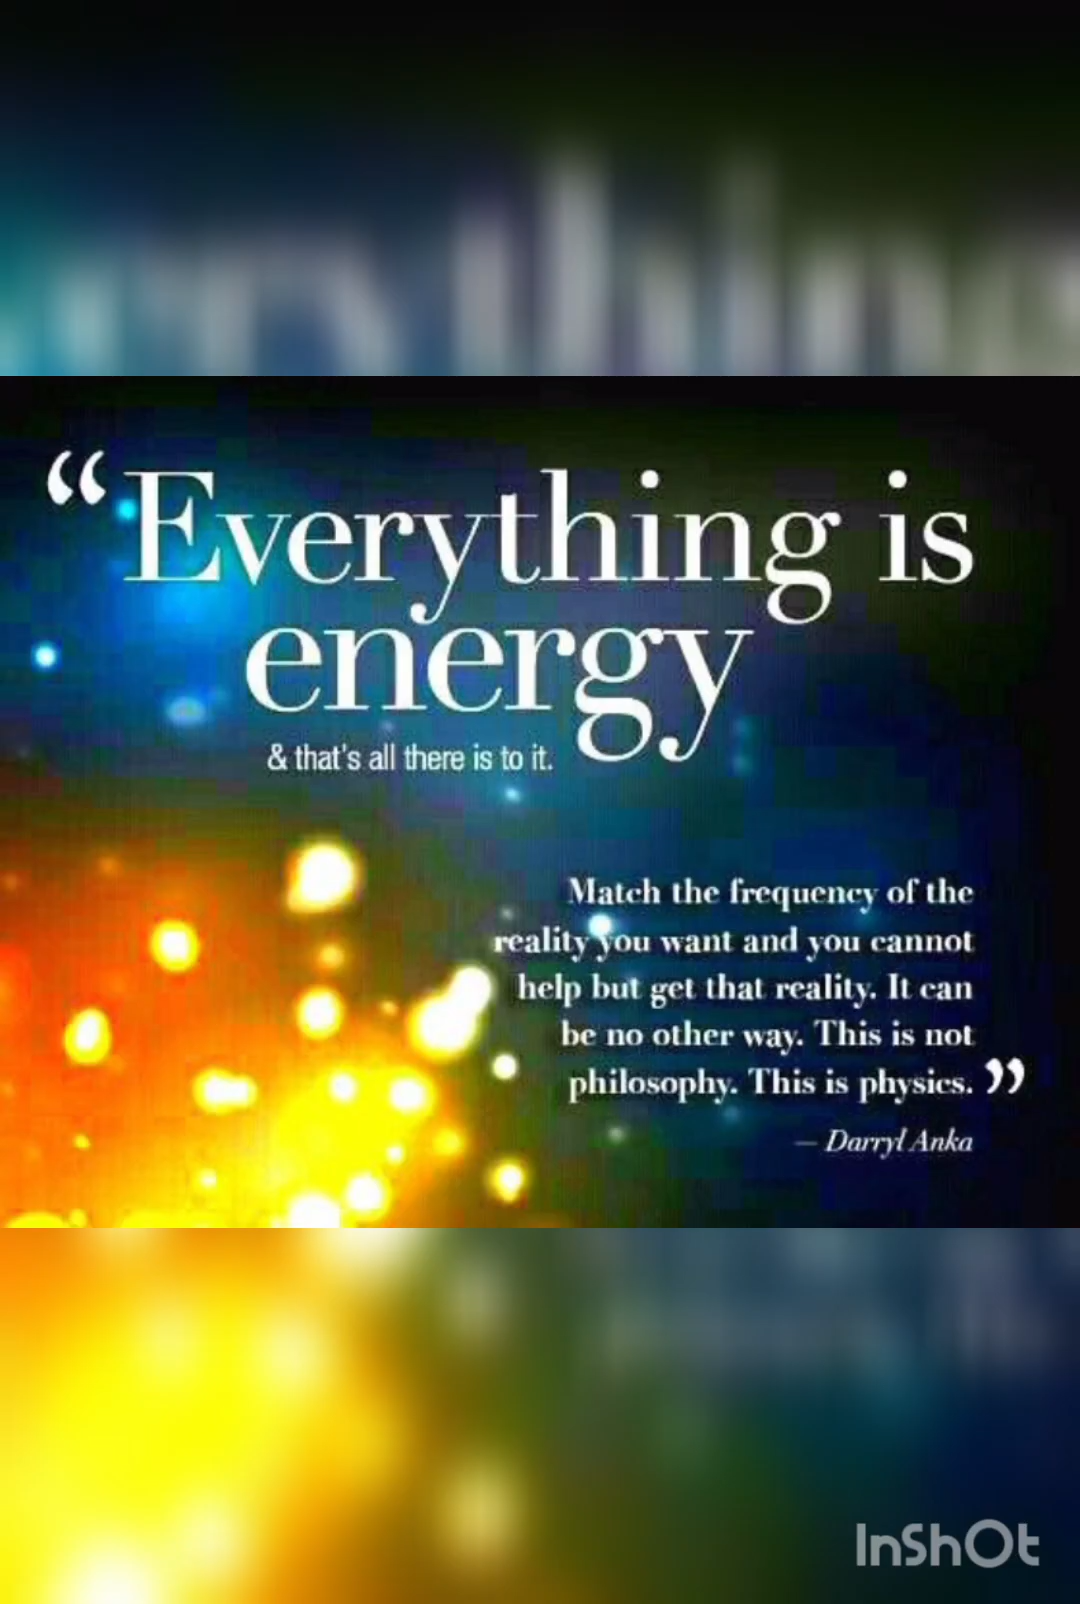 “Everything is
energy
& that's all there is to it.
Match the frequency of the
reality you want and you cannot
help but get that reality. It can
be no other way. This is not
philosophy. This is physics.”
— Darryl Anka
InShOt